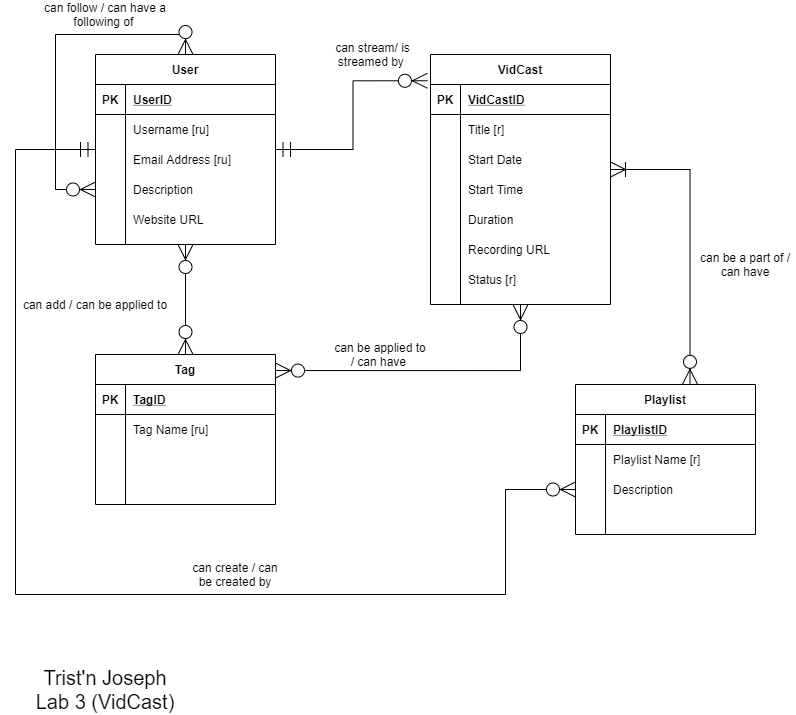 can follow / can have a
following of
User
PK UserID
Username [ru]
Email Address [ru]
Description
Website URL
can stream/ is
streamed by
VidCast
PK VidCastID
Title [r]
Start Date
Start Time
Duration
Recording URL
Status [r]
can be a part of /
can have
can add / can be applied to
can be applied to
/ can have
Tag
PK TagID
Tag Name [ru]
Playlist
PK PlaylistID
Playlist Name [r]
Description
can create / can
be created by
Trist'n Joseph
Lab 3 (VidCast)